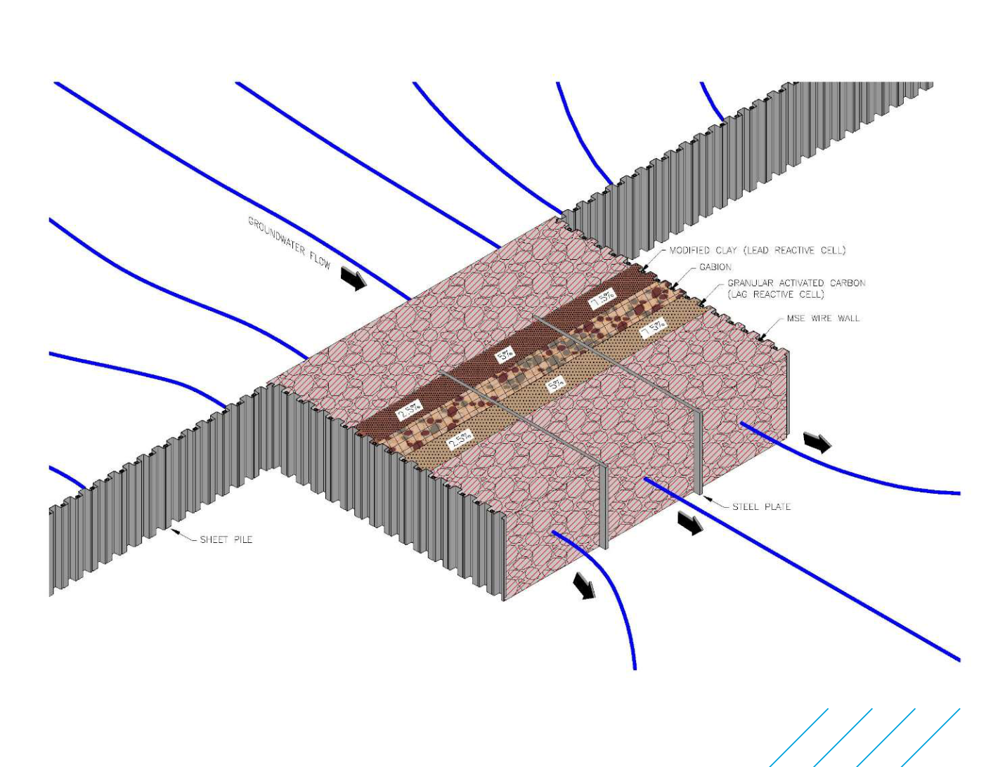 GROUNDWATER FLOW
MODIFIED CLAY (LEAD REACTIVE CELL)
GABION
GRANULAR ACTIVATED CARBON
(LAG REACTIVE CELL)
MSE WIRE WALL
7.5%
7.5%
5%
5%
2.5%
2.5%
STEEL PLATE
SHEET PILE